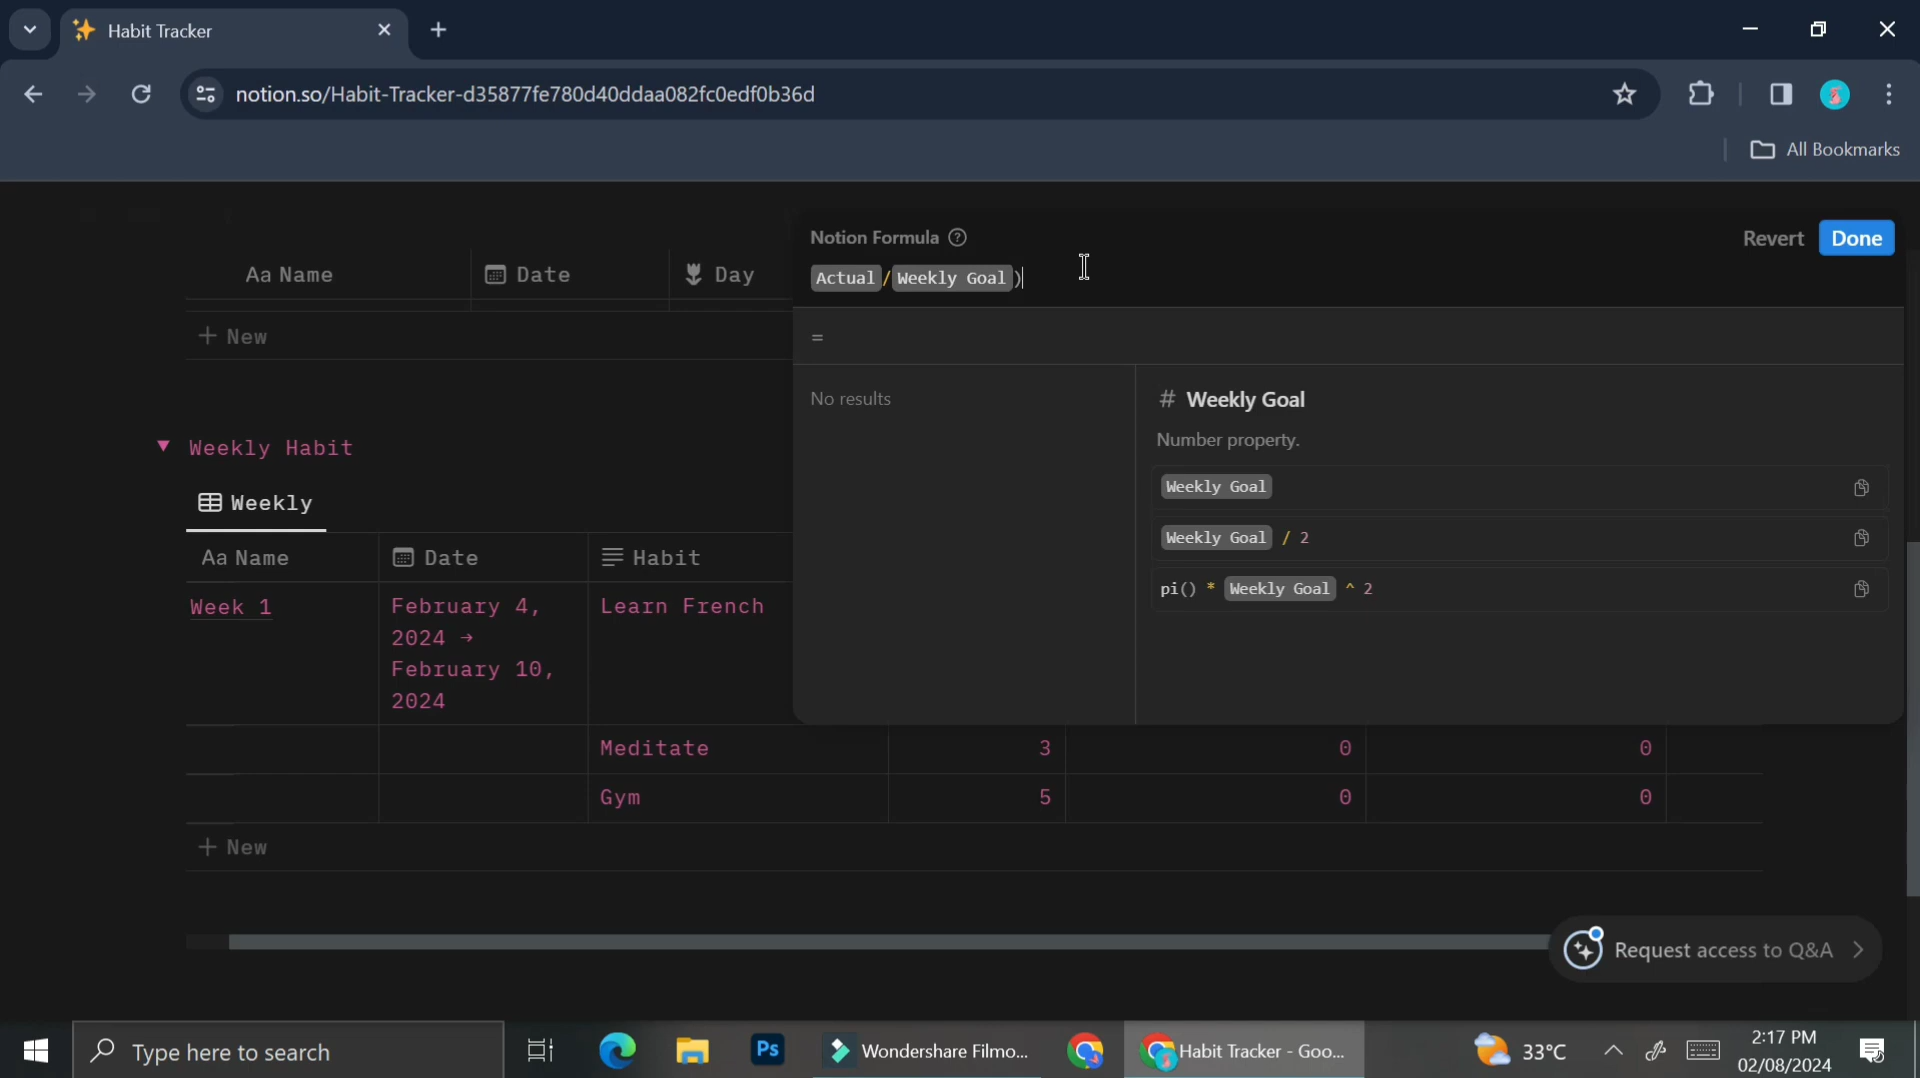 Habit Tracker
notion.so/Habit-Tracker-d35877fe780d40ddaa082fc0edf0b36d
All Bookmarks
Notion Formula ?
Revert Done
Actual/Weekly Goal)
=
Aa Name Date Day
+ New
No results
# Weekly Goal
Number property.
Weekly Goal
Weekly Goal / 2
pi() * Weekly Goal ^ 2
Weekly Habit
Weekly
Aa Name Date Habit
Week 1 February 4, Learn French
2024 →
February 10,
2024
Meditate 3 0 0
Gym 5 0 0
+ New
Request access to Q&A
Type here to search
Ps
Wondershare Filmo...
Habit Tracker - Goo...
33°C
2:17 PM
02/08/2024